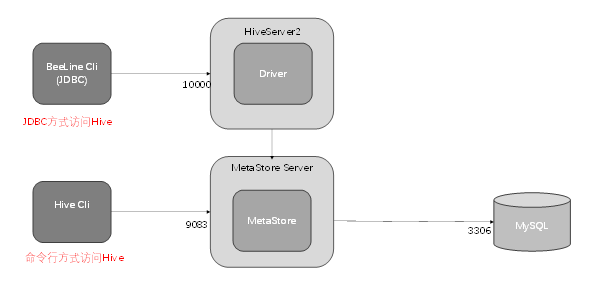 HiveServer2
BeeLine Cli
(JDBC)
Driver
10000
JDBC方式访问Hive
MetaStore Server
Hive Cli
MetaStore
9083
3306
MySQL
命令行方式访问Hive